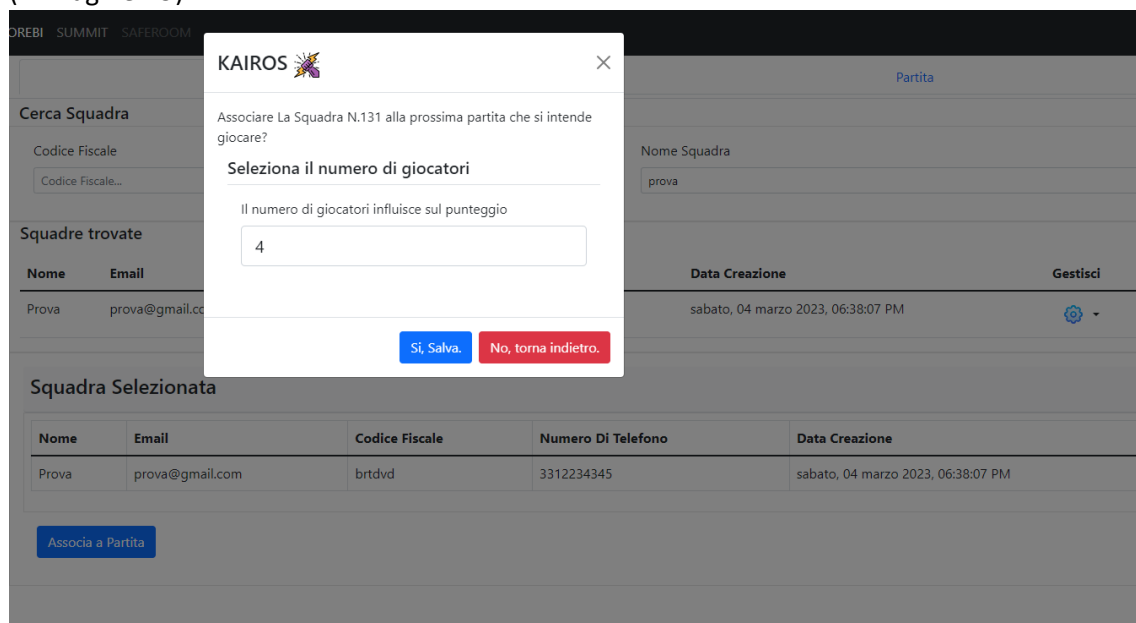 OREBI SUMMIT SAFEROOM
KAIROS
Partita
Cerca Squadra
Associare La Squadra N.131 alla prossima partita che si intende
giocare?
Codice Fiscale
Nome Squadra
Seleziona il numero di giocatori
Codice Fiscale...
prova
Il numero di giocatori influisce sul punteggio
4
Squadre trovate
Nome Email Data Creazione Gestisci
Prova prova@gmail.co sabato, 04 marzo 2023, 06:38:07 PM
Si, Salva. No, torna indietro.
Squadra Selezionata
Nome Email Codice Fiscale Numero Di Telefono Data Creazione
Prova prova@gmail.com brtdvd 3312234345 sabato, 04 marzo 2023, 06:38:07 PM
Associa a Partita